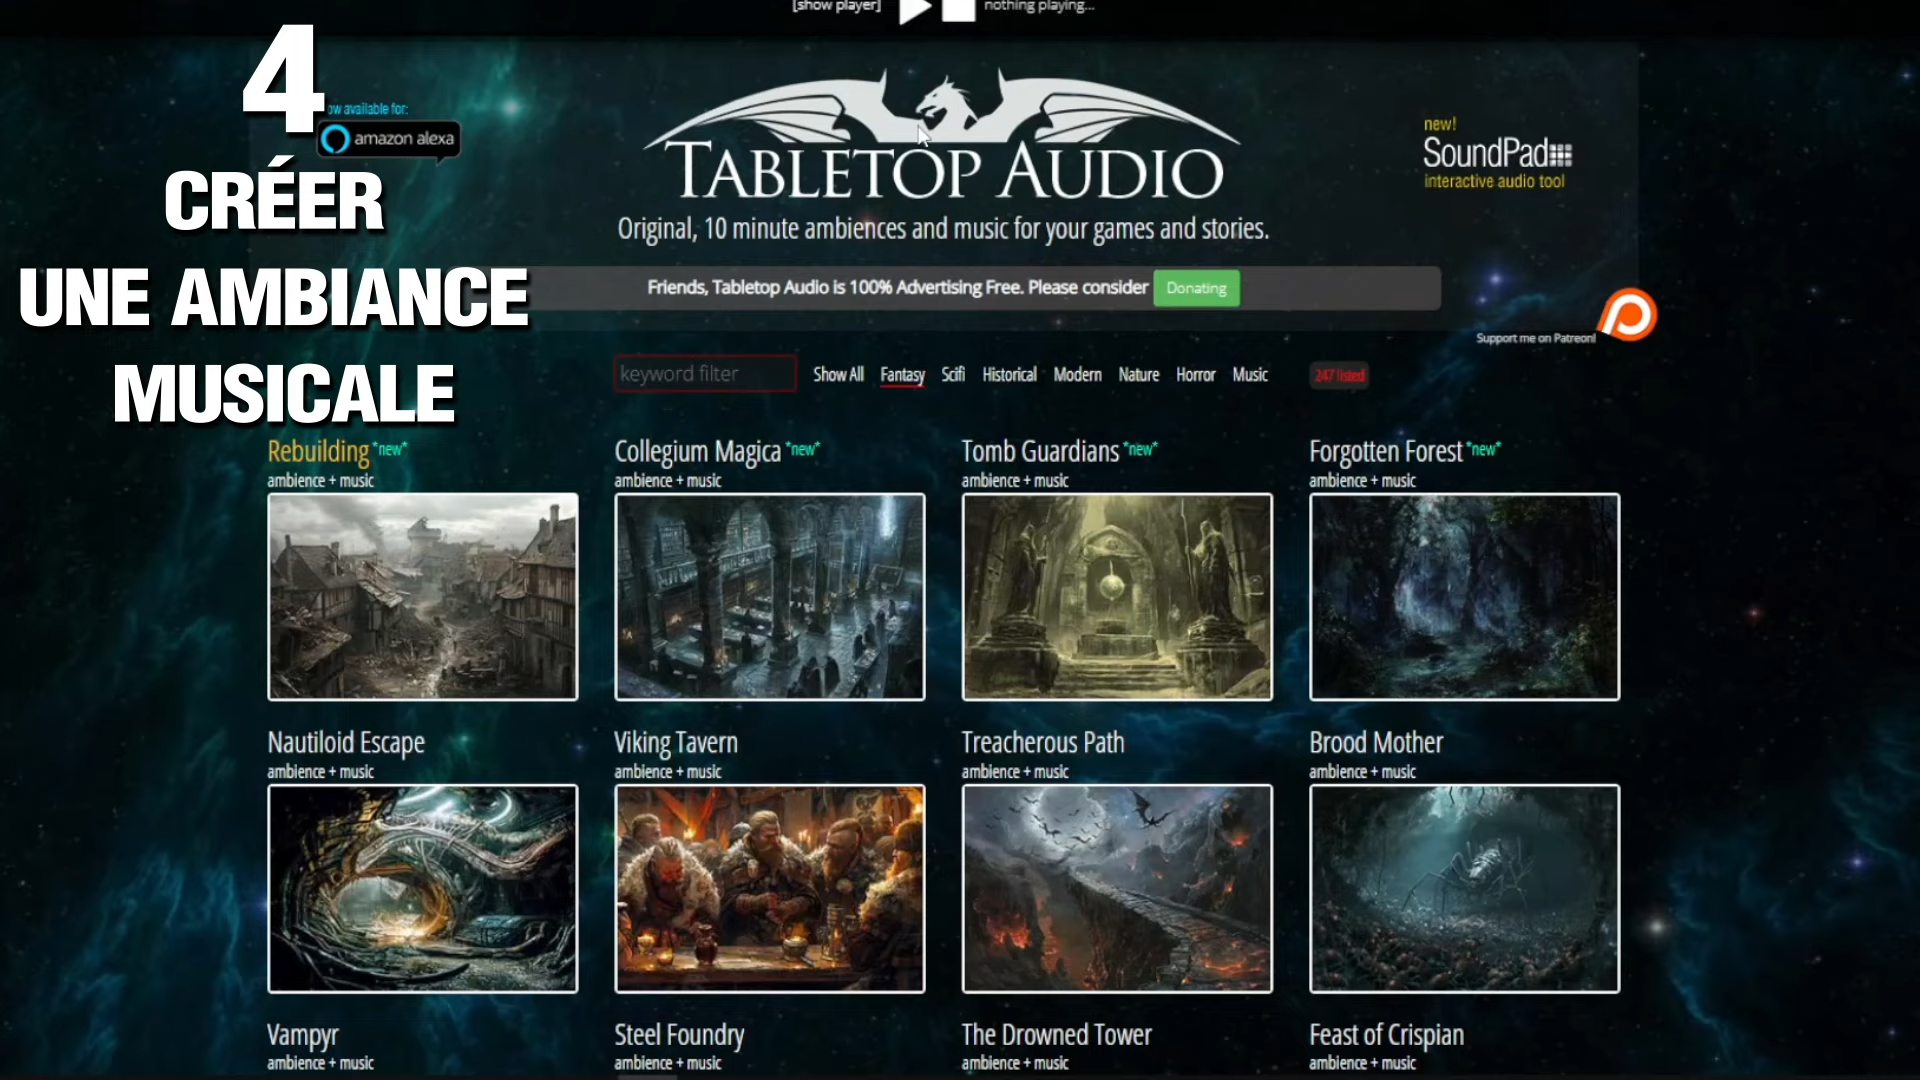 [show player]
nothing playing...
4
ow available for:
amazon alexa
CRÉER
UNE AMBIANCE
MUSICALE
TABLETOP AUDIO
Original, 10 minute ambiences and music for your games and stories.
new!
SoundPad
interactive audio tool
Friends, Tabletop Audio is 100% Advertising Free. Please consider Donating
Support me on Patreon!
keyword filter Show All Fantasy Scifi Historical Modern Nature Horror Music 247 listed
Rebuilding *new*
ambience + music
Collegium Magica *new*
ambience + music
Tomb Guardians *new*
ambience + music
Forgotten Forest *new*
ambience + music
Nautiloid Escape
ambience + music
Viking Tavern
ambience + music
Treacherous Path
ambience + music
Brood Mother
ambience + music
Vampyr
ambience + music
Steel Foundry
ambience + music
The Drowned Tower
ambience + music
Feast of Crispian
ambience + music